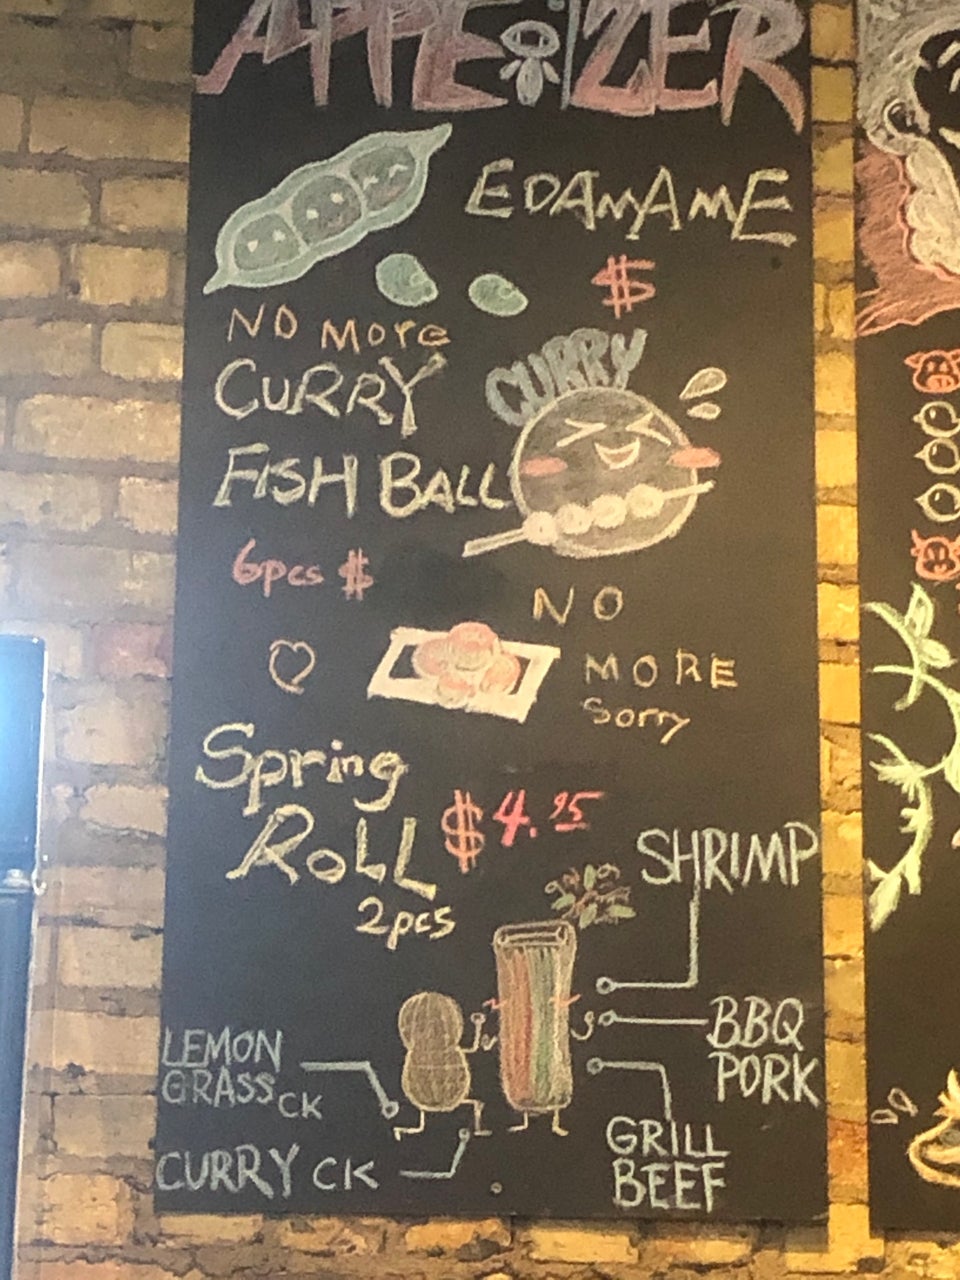 APPETIZER
EDAMAME
$
NO MORE
CURRY
CURRY
FISH BALL
6pcs $
NO
MORE
Sorry
Spring
ROLL $4.95
2pcs
SHRIMP
BBQ
PORK
LEMON
GRASS CK
GRILL
BEEF
CURRY CK